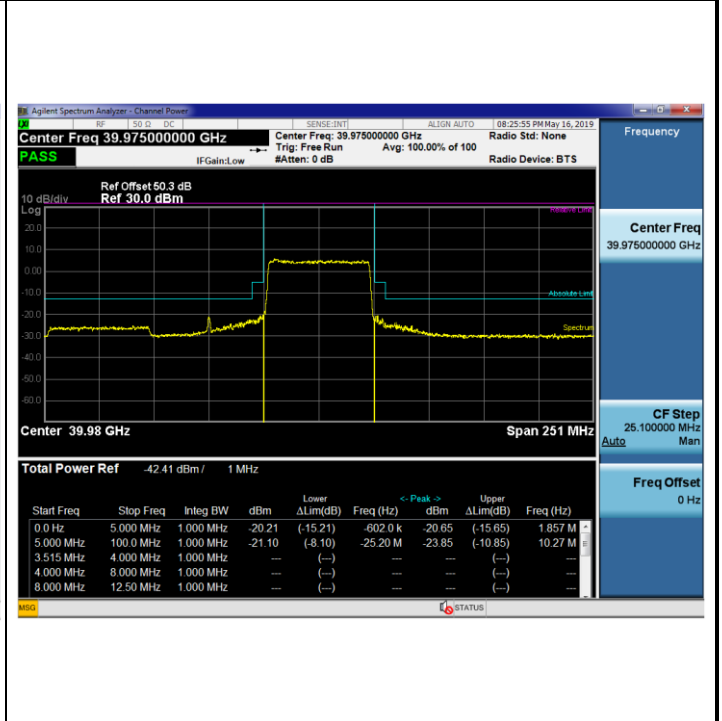 Agilent Spectrum Analyzer - Channel Power
RF 50 Ω DC SENSE:INT ALIGN AUTO 08:25:55 PM May 16, 2019
Center Freq 39.975000000 GHz
Center Freq: 39.975000000 GHz Radio Std: None
Trig: Free Run Avg: 100.00% of 100
PASS IFGain:Low #Atten: 0 dB Radio Device: BTS
Ref Offset 50.3 dB
10 dB/div Ref 30.0 dBm
Log
Relative Limit
20.0
10.0
0.00
-10.0
Absolute Limit
-20.0
Spectrum
-30.0
-40.0
-50.0
-60.0
Center 39.98 GHz Span 251 MHz
Total Power Ref -42.41 dBm / 1 MHz
Lower <- Peak -> Upper
Start Freq Stop Freq Integ BW dBm ΔLim(dB) Freq (Hz) dBm ΔLim(dB) Freq (Hz)
0.0 Hz 5.000 MHz 1.000 MHz -20.21 (-15.21) -602.0 k -20.65 (-15.65) 1.857 M
5.000 MHz 100.0 MHz 1.000 MHz -21.10 (-8.10) -25.20 M -23.85 (-10.85) 10.27 M
3.515 MHz 4.000 MHz 1.000 MHz --- (---) --- --- (---) ---
4.000 MHz 8.000 MHz 1.000 MHz --- (---) --- --- (---) ---
8.000 MHz 12.50 MHz 1.000 MHz --- (---) --- --- (---) ---
MSG STATUS
Frequency
Center Freq
39.975000000 GHz
CF Step
25.100000 MHz
Auto Man
Freq Offset
0 Hz